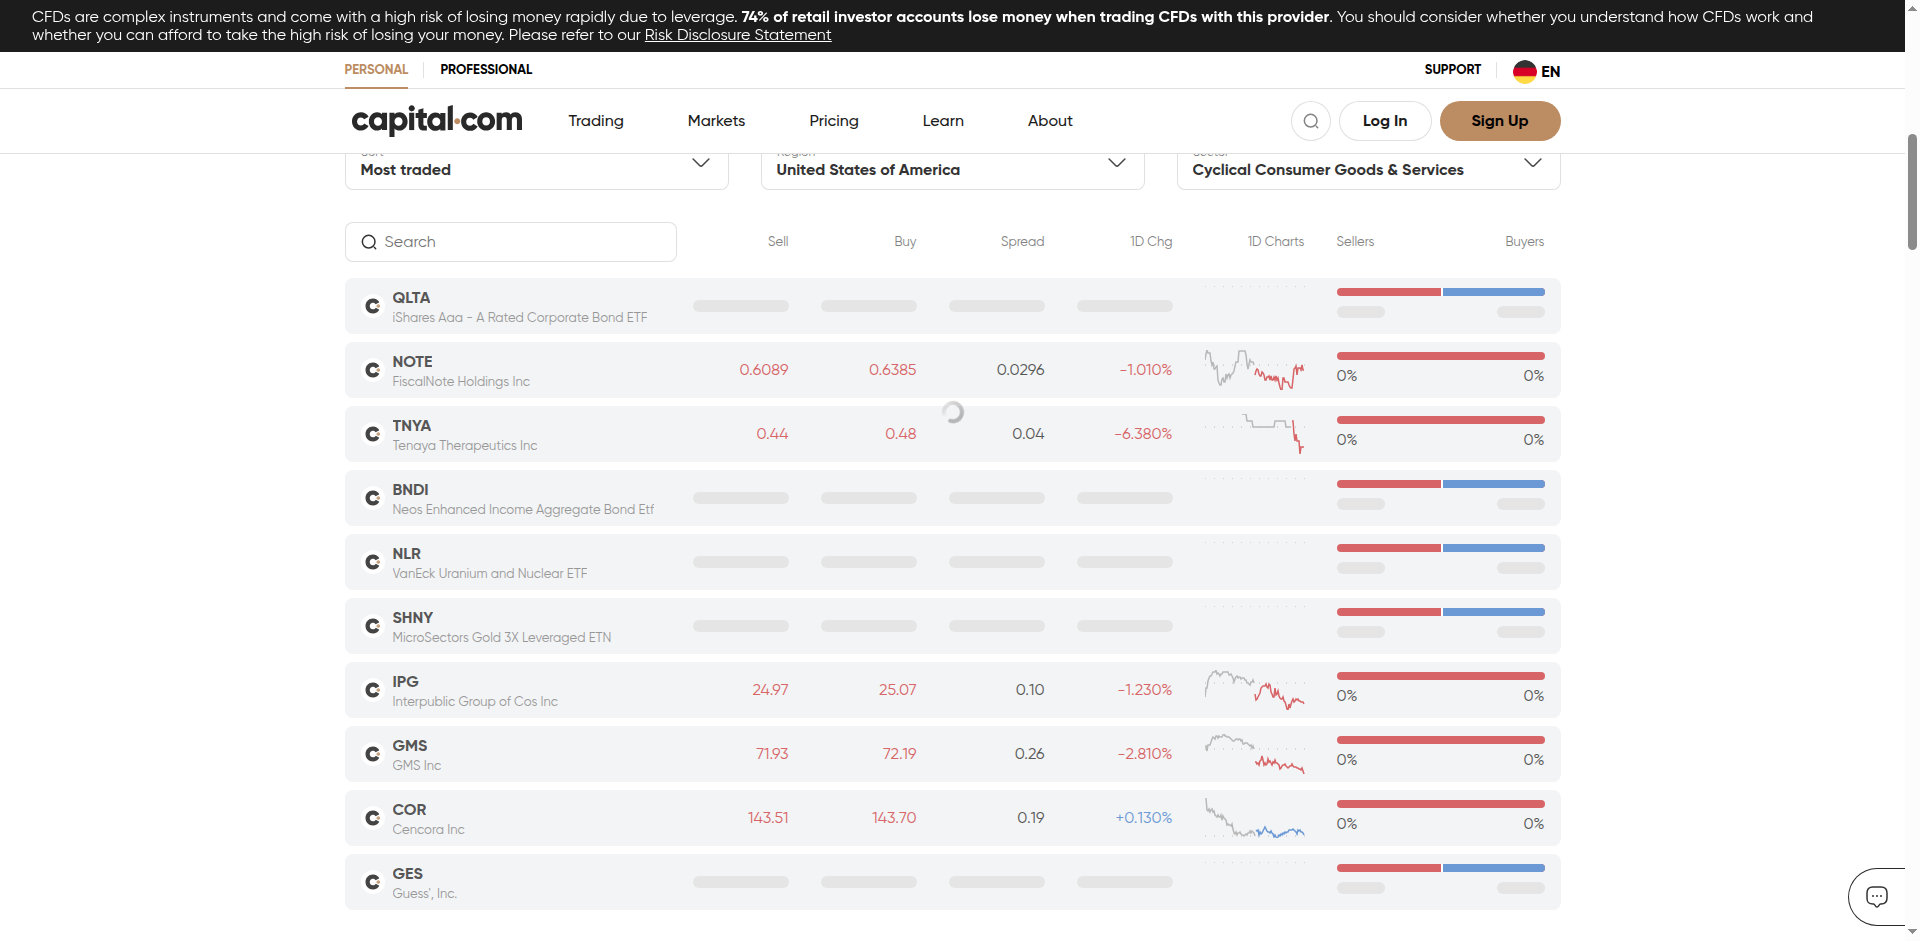 CFDs are complex instruments and come with a high risk of losing money rapidly due to leverage. 74% of retail investor accounts lose money when trading CFDs with this provider. You should consider whether you understand how CFDs work and
whether you can afford to take the high risk of losing your money. Please refer to our Risk Disclosure Statement
PERSONAL PROFESSIONAL SUPPORT EN
capital.com Trading Markets Pricing Learn About Log In Sign Up
Most traded United States of America Cyclical Consumer Goods & Services
Search Sell Buy Spread 1D Chg 1D Charts Sellers Buyers
QLTA
iShares Aaa - A Rated Corporate Bond ETF
NOTE
FiscalNote Holdings Inc
0.6089 0.6385 0.0296 -1.010% 0% 0%
TNYA
Tenaya Therapeutics Inc
0.44 0.48 0.04 -6.380% 0% 0%
BNDI
Neos Enhanced Income Aggregate Bond Etf
NLR
VanEck Uranium and Nuclear ETF
SHNY
MicroSectors Gold 3X Leveraged ETN
IPG
Interpublic Group of Cos Inc
24.97 25.07 0.10 -1.230% 0% 0%
GMS
GMS Inc
71.93 72.19 0.26 -2.810% 0% 0%
COR
Cencora Inc
143.51 143.70 0.19 +0.130% 0% 0%
GES
Guess', Inc.